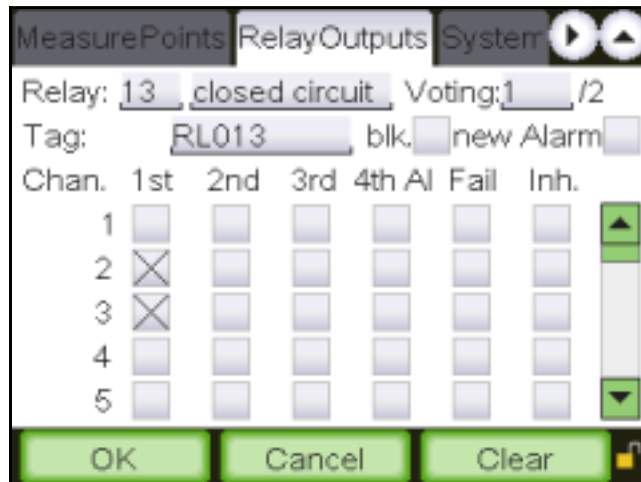 MeasurePoints RelayOutputs System
Relay: 13 closed circuit Voting: 1 /2
Tag: RL013 blk. new Alarm
Chan. 1st 2nd 3rd 4th Al Fail Inh.
1
2
3
4
5
OK Cancel Clear